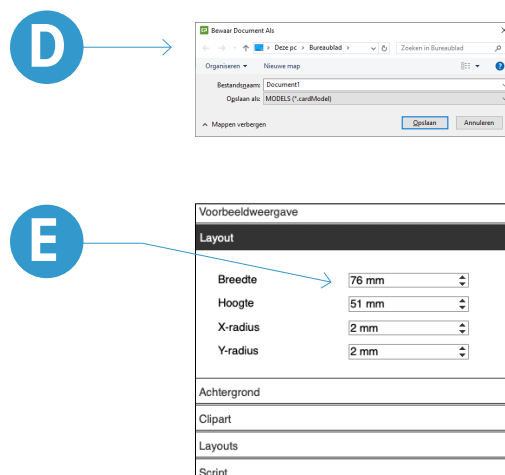 D
Bewaar Document Als
Deze pc > Bureaublad >
Zoeken in Bureaublad
Organiseren
Nieuwe map
Bestandsgaam: Document1
Opslaan als: MODELS (*.cardModel)
Mappen verbergen
Opslaan
Annuleren
E
Voorbeeldweergave
Layout
Breedte 76 mm
Hoogte 51 mm
X-radius 2 mm
Y-radius 2 mm
Achtergrond
Clipart
Layouts
Script